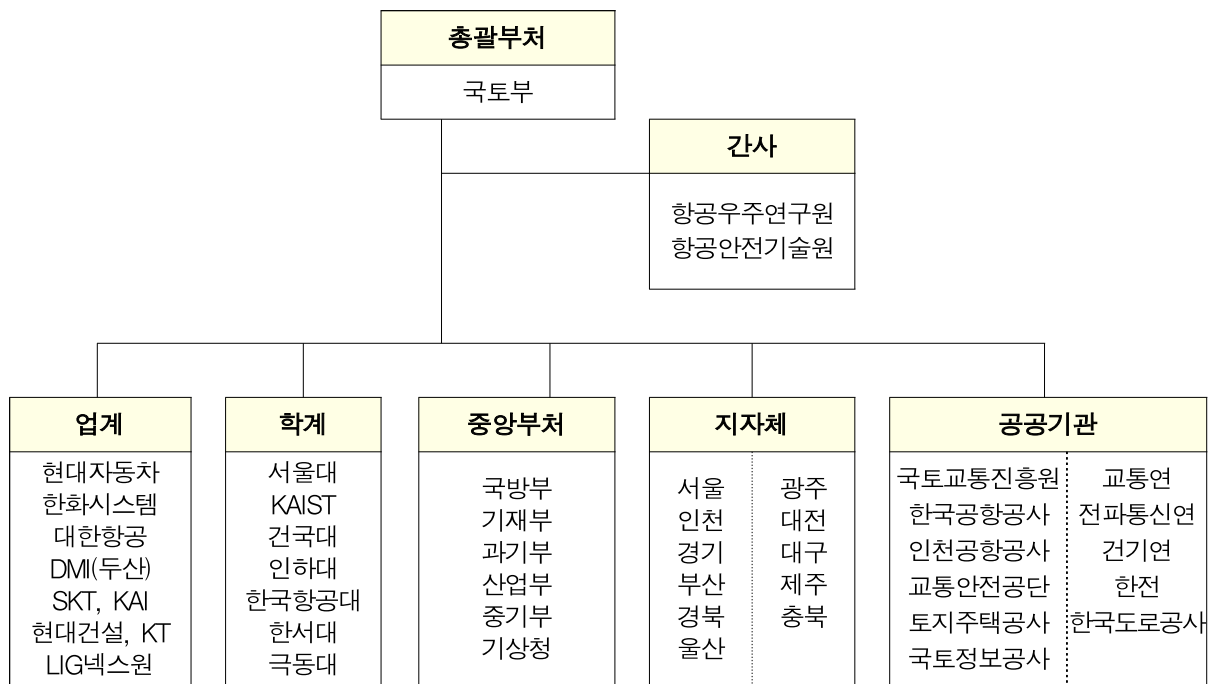 총괄부처
국토부
간사
항공우주연구원
항공안전기술원
업계
현대자동차
한화시스템
대한항공
DMI(두산)
SKT, KAI
현대건설, KT
LIG넥스원
학계
서울대
KAIST
건국대
인하대
한국항공대
한서대
극동대
중앙부처
국방부
기재부
과기부
산업부
중기부
기상청
지자체
서울
인천
경기
부산
경북
울산
광주
대전
대구
제주
충북
공공기관
국토교통진흥원
한국공항공사
인천공항공사
교통안전공단
토지주택공사
국토정보공사
교통연
전파통신연
건기연
한전
한국도로공사